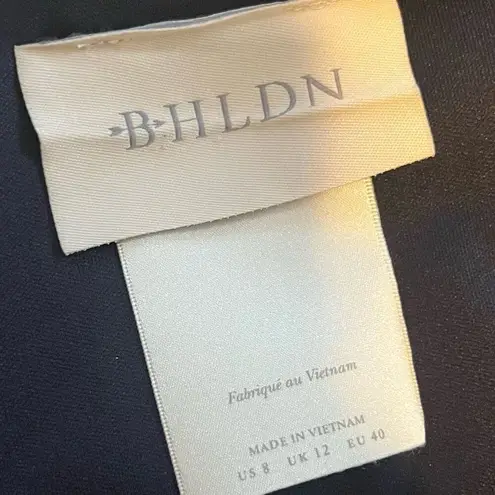 BHLDN
Fabriqué au Vietnam
MADE IN VIETNAM
US 8 UK 12 EU 40